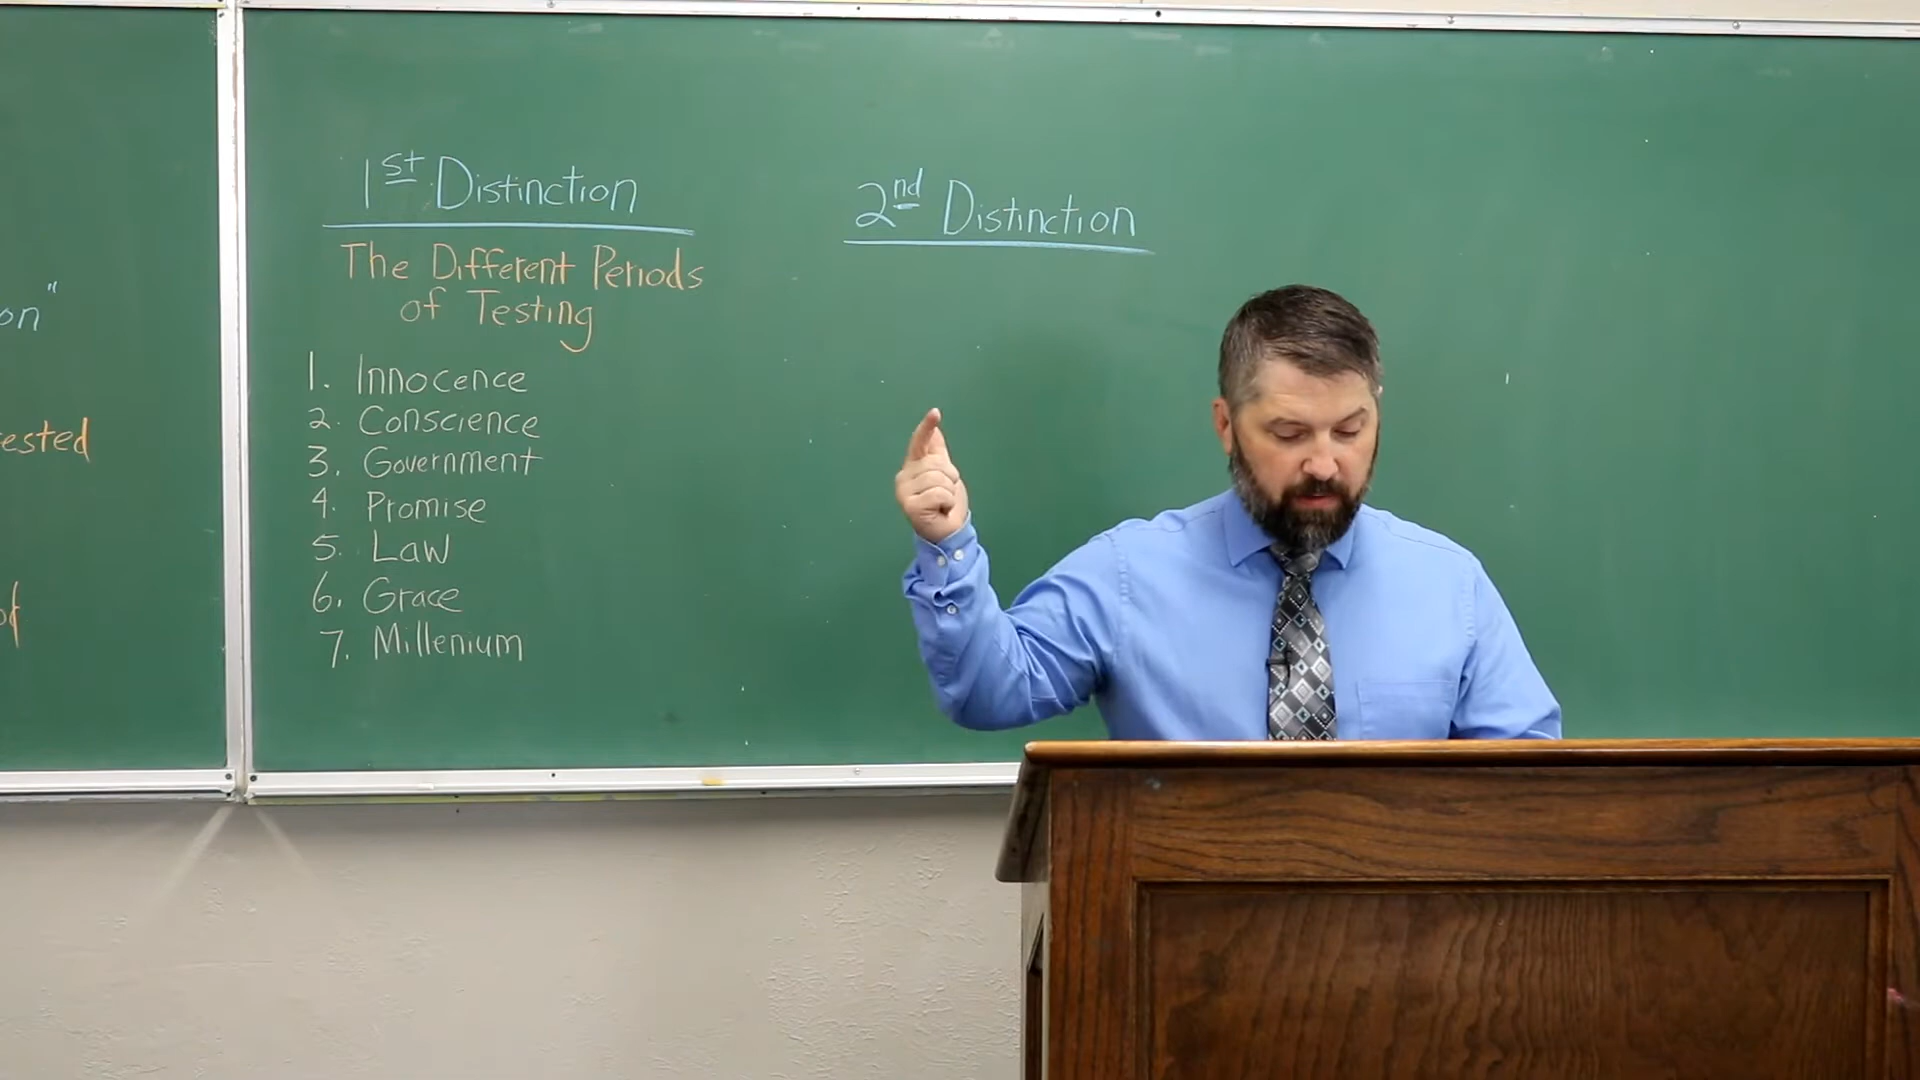 on"
ested
of
1st Distinction
The Different Periods
of Testing
1. Innocence
2. Conscience
3. Government
4. Promise
5. Law
6. Grace
7. Millenium
2nd Distinction